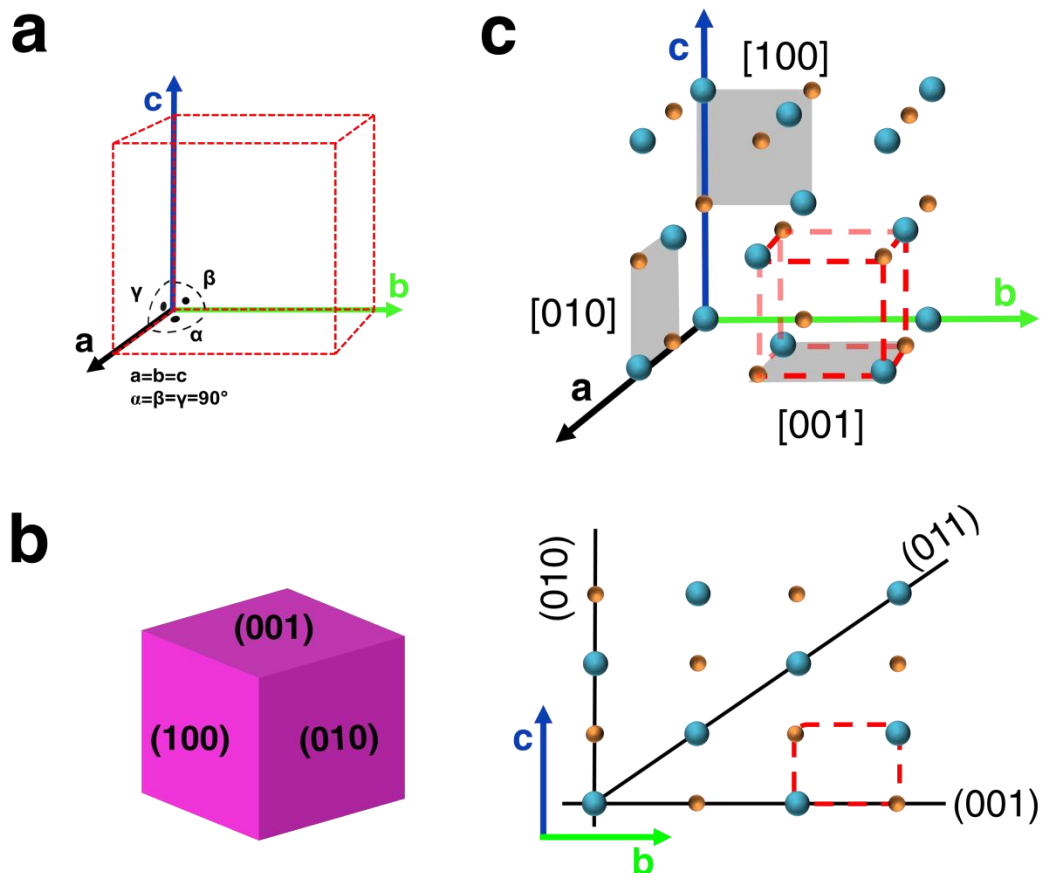 a
c
γ
β
b
α
a
a=b=c
α=β=γ=90°
b
(001)
(100)
(010)
c
c
[100]
[010]
b
a
[001]
(010)
(011)
c
(001)
b